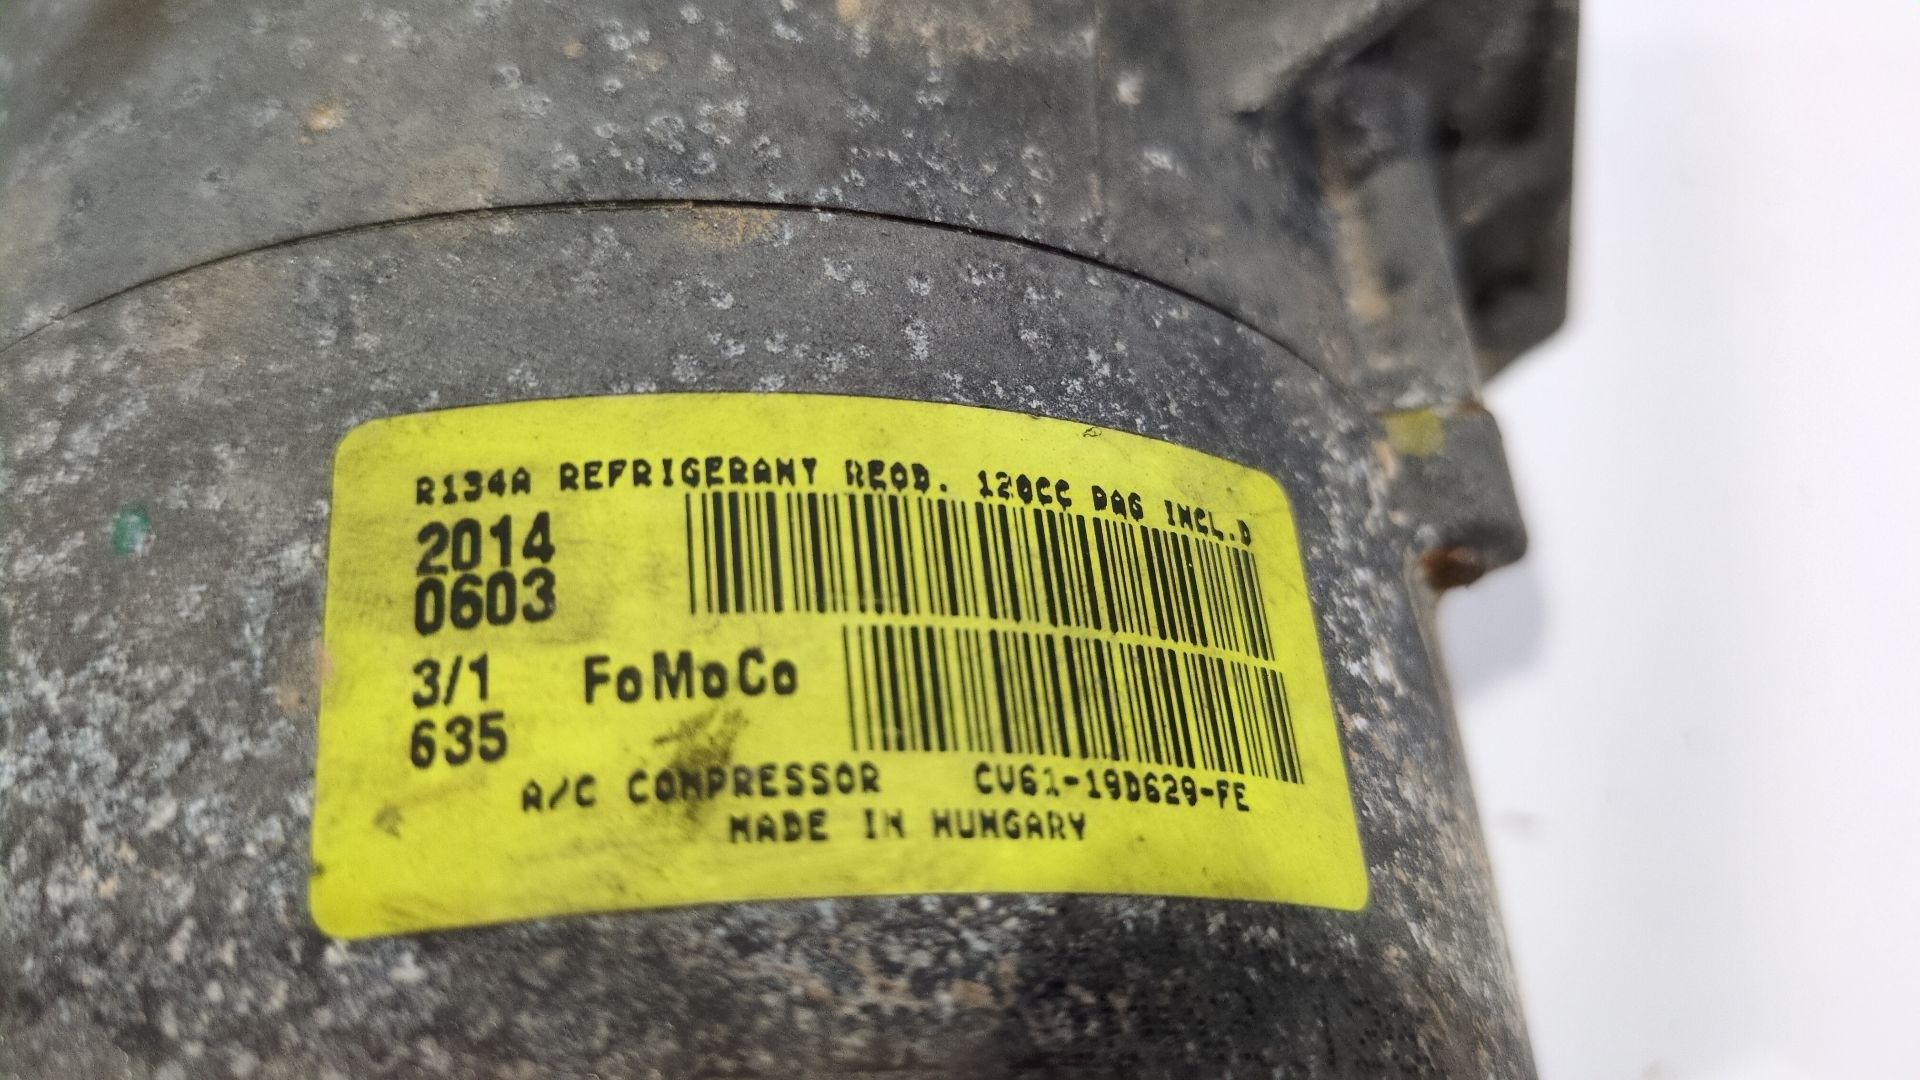 R134A REFRIGERANT REQD. 120CC PAG INCL.D
2014
0603
3/1 FoMoCo
635
A/C COMPRESSOR CV61-19D629-FE
MADE IN HUNGARY